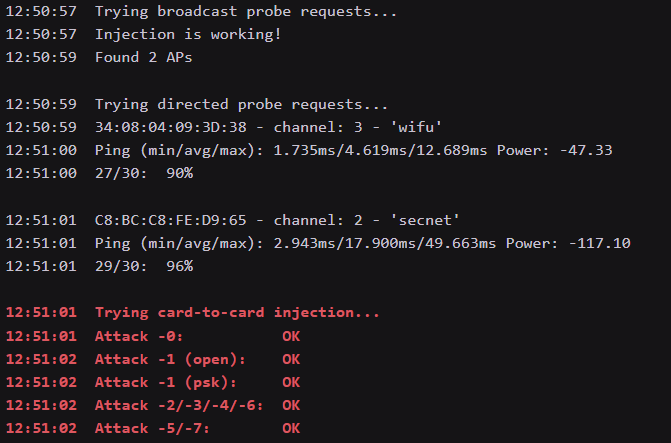 12:50:57  Trying broadcast probe requests...
12:50:57  Injection is working!
12:50:59  Found 2 APs

12:50:59  Trying directed probe requests...
12:50:59  34:08:04:09:3D:38 - channel: 3 - 'wifu'
12:51:00  Ping (min/avg/max): 1.735ms/4.619ms/12.689ms Power: -47.33
12:51:00  27/30:  90%

12:51:01  C8:BC:C8:FE:D9:65 - channel: 2 - 'secnet'
12:51:01  Ping (min/avg/max): 2.943ms/17.900ms/49.663ms Power: -117.10
12:51:01  29/30:  96%

12:51:01  Trying card-to-card injection...
12:51:01  Attack -0:           OK
12:51:02  Attack -1 (open):    OK
12:51:02  Attack -1 (psk):     OK
12:51:02  Attack -2/-3/-4/-6:  OK
12:51:02  Attack -5/-7:        OK